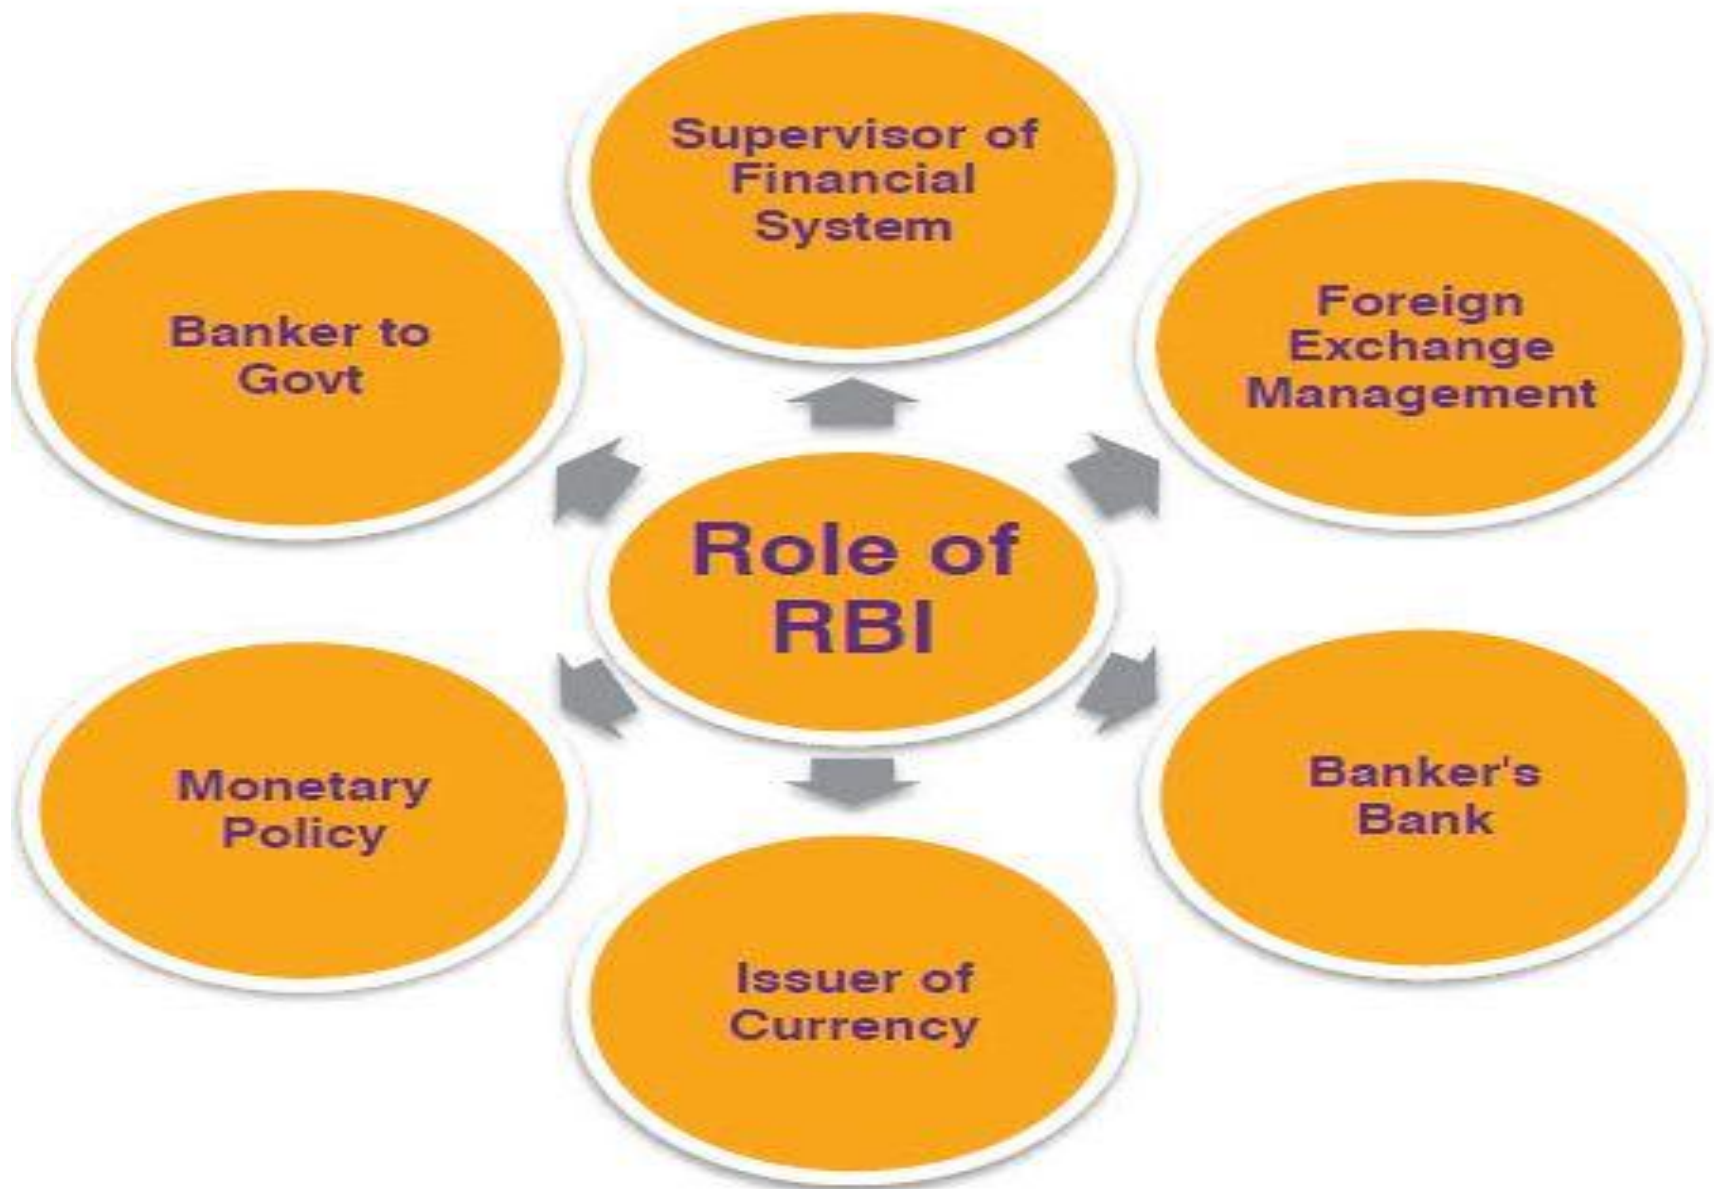 Supervisor of
Financial
System
Foreign
Exchange
Management
Banker's
Bank
Issuer of
Currency
Monetary
Policy
Banker to
Govt
Role of
RBI